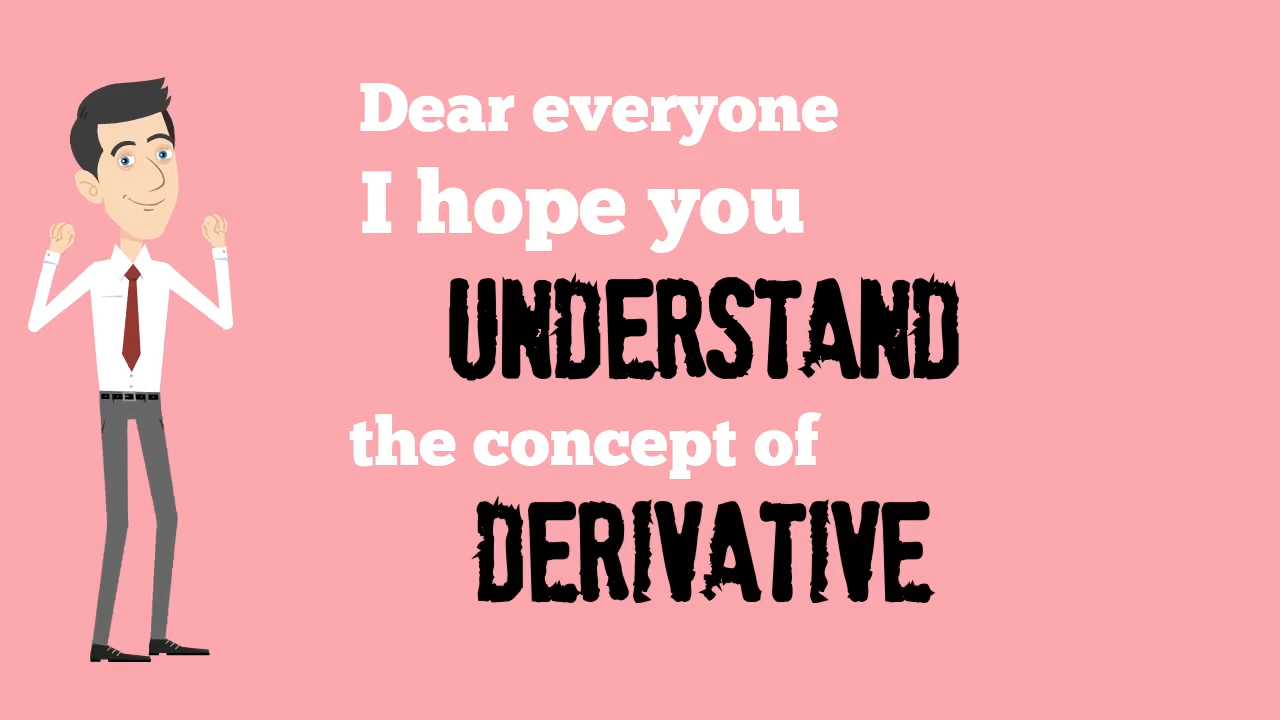 Dear everyone
I hope you
UNDERSTAND
the concept of
DERIVATIVE